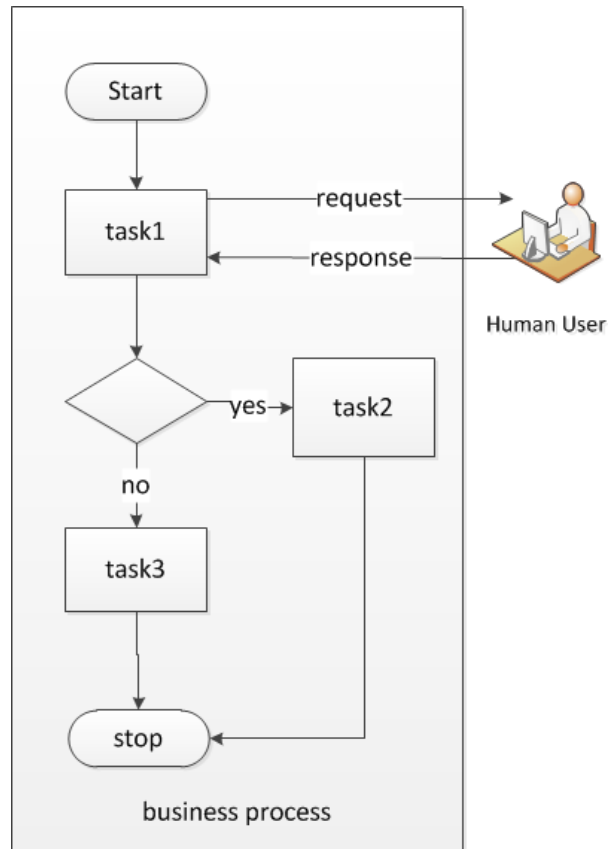 Start
request
task1
response
Human User
yes
task2
no
task3
stop
business process